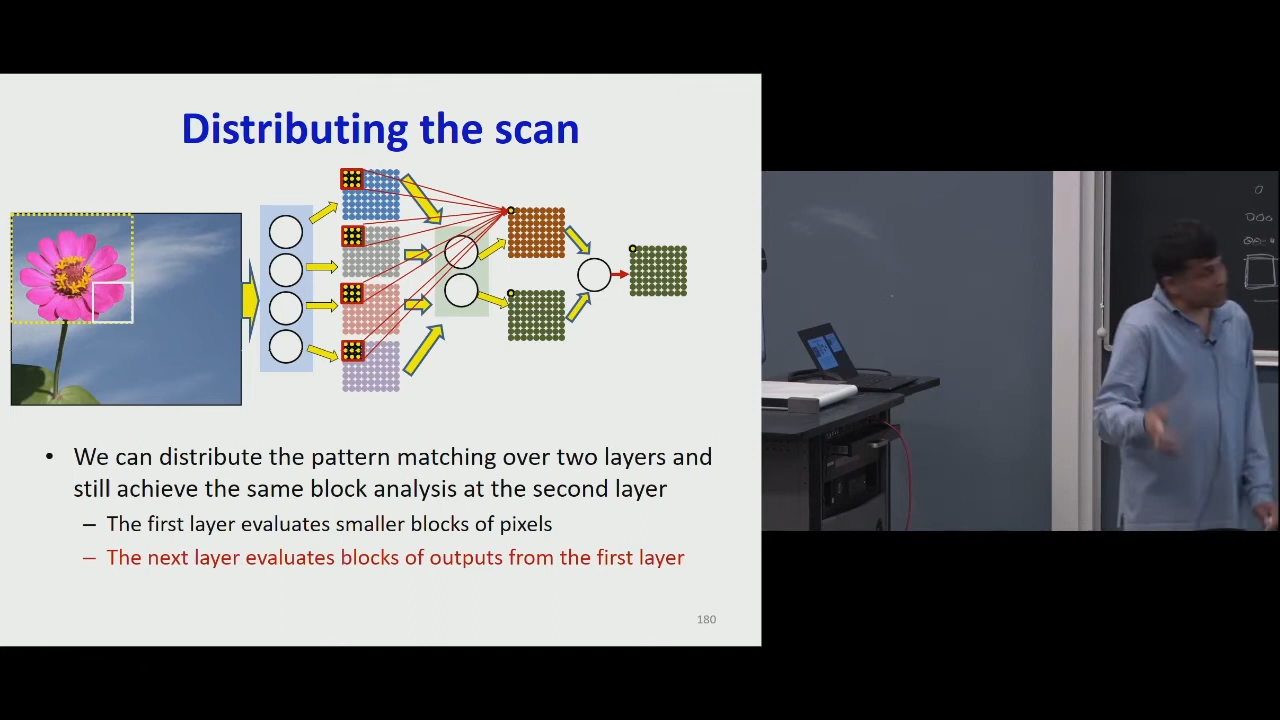 Distributing the scan
• We can distribute the pattern matching over two layers and
still achieve the same block analysis at the second layer
– The first layer evaluates smaller blocks of pixels
– The next layer evaluates blocks of outputs from the first layer
180